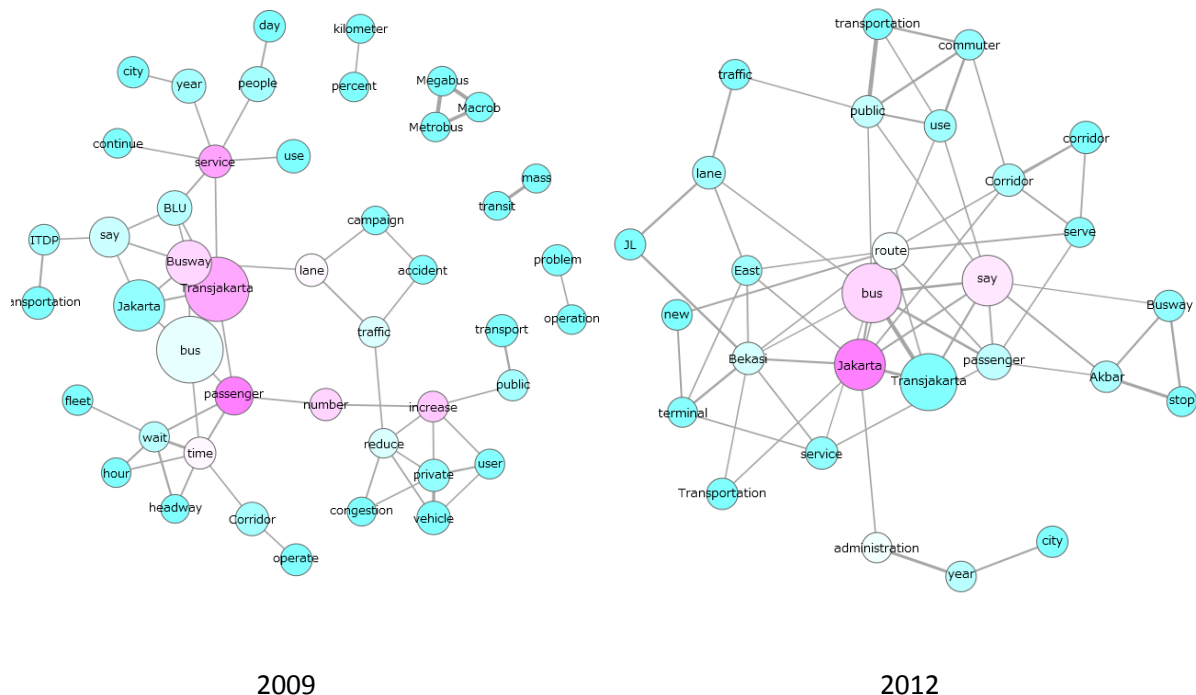 day
kilometer
city
year
people
percent
Megabus
Macrob
Metrobus
continue
service
use
mass
transit
BLU
campaign
ITDP
say
Busway
lane
accident
problem
ansportation
Jakarta
Transjakarta
operation
traffic
transport
bus
public
passenger
number
increase
fleet
wait
time
reduce
private
user
hour
headway
congestion
vehicle
Corridor
operate
2009
transportation
commuter
traffic
public
use
corridor
lane
Corridor
JL
route
serve
East
bus
say
new
Busway
Bekasi
Jakarta
Transjakarta
passenger
Akbar
terminal
stop
service
Transportation
administration
city
year
2012